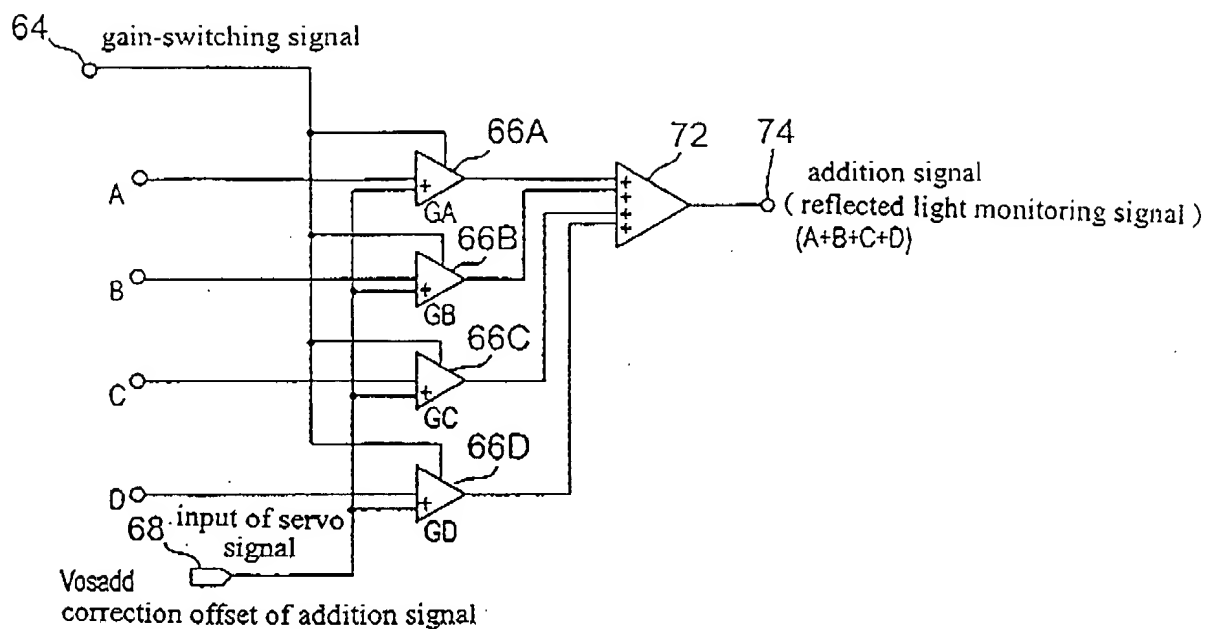 64
gain-switching signal
66A
72
74
A
+
GA
+
+
+
+
addition signal
( reflected light monitoring signal )
(A+B+C+D)
66B
B
+
GB
66C
C
+
GC
66D
D
+
GD
68
input of servo
signal
Vosadd
correction offset of addition signal